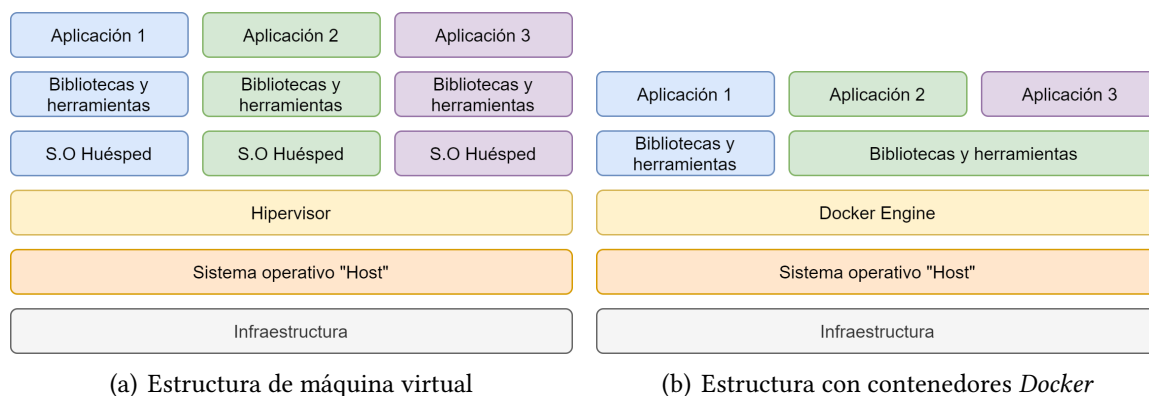 Aplicación 1
Aplicación 2
Aplicación 3
Bibliotecas y
herramientas
Bibliotecas y
herramientas
Bibliotecas y
herramientas
S.O Huésped
S.O Huésped
S.O Huésped
Hipervisor
Sistema operativo "Host"
Infraestructura
(a) Estructura de máquina virtual
Aplicación 1
Aplicación 2
Aplicación 3
Bibliotecas y
herramientas
Bibliotecas y herramientas
Docker Engine
Sistema operativo "Host"
Infraestructura
(b) Estructura con contenedores Docker